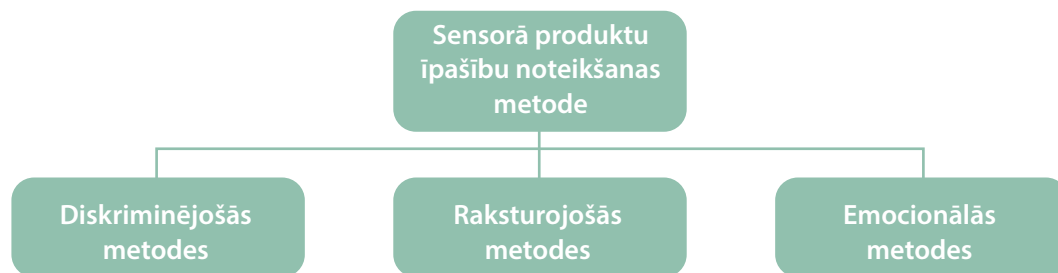 Sensorā produktu
īpašību noteikšanas
metode
Diskriminējošās
metodes
Raksturojošās
metodes
Emocionālās
metodes